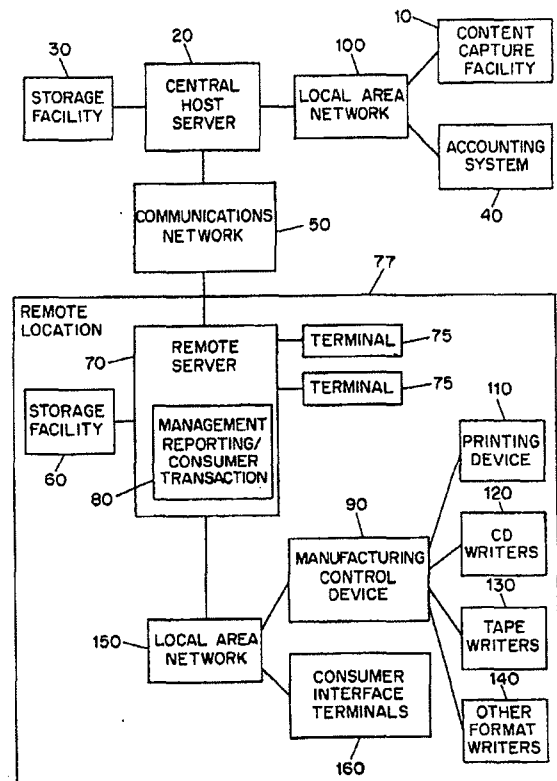 10
CONTENT
CAPTURE
FACILITY
100
LOCAL AREA
NETWORK
20
CENTRAL
HOST
SERVER
30
STORAGE
FACILITY
ACCOUNTING
SYSTEM
40
COMMUNICATIONS
NETWORK
50
77
REMOTE
LOCATION
70
REMOTE
SERVER
TERMINAL
75
TERMINAL
75
STORAGE
FACILITY
60
MANAGEMENT
REPORTING/
CONSUMER
TRANSACTION
80
90
MANUFACTURING
CONTROL
DEVICE
110
PRINTING
DEVICE
120
CD
WRITERS
130
TAPE
WRITERS
140
OTHER
FORMAT
WRITERS
150
LOCAL AREA
NETWORK
CONSUMER
INTERFACE
TERMINALS
160